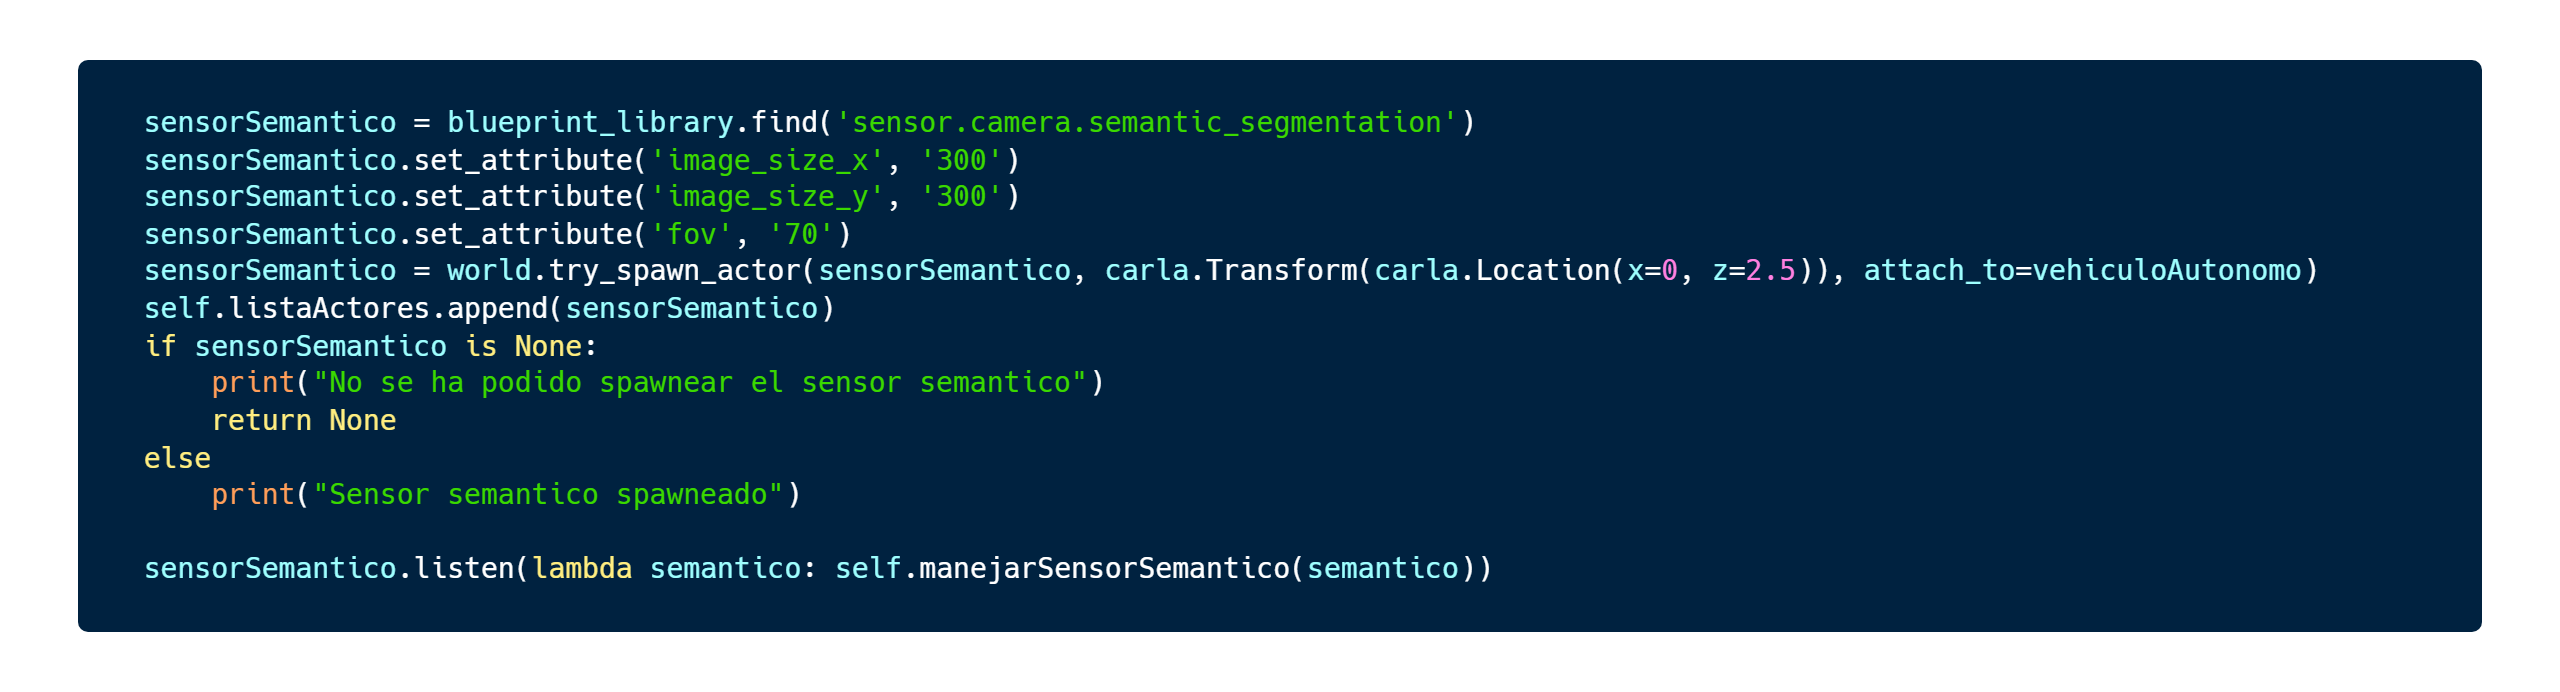 sensorSemantico = blueprint_library.find('sensor.camera.semantic_segmentation')
sensorSemantico.set_attribute('image_size_x', '300')
sensorSemantico.set_attribute('image_size_y', '300')
sensorSemantico.set_attribute('fov', '70')
sensorSemantico = world.try_spawn_actor(sensorSemantico, carla.Transform(carla.Location(x=0, z=2.5)), attach_to=vehiculoAutonomo)
self.listaActores.append(sensorSemantico)
if sensorSemantico is None:
    print("No se ha podido spawnear el sensor semantico")
    return None
else
    print("Sensor semantico spawneado")

sensorSemantico.listen(lambda semantico: self.manejarSensorSemantico(semantico))